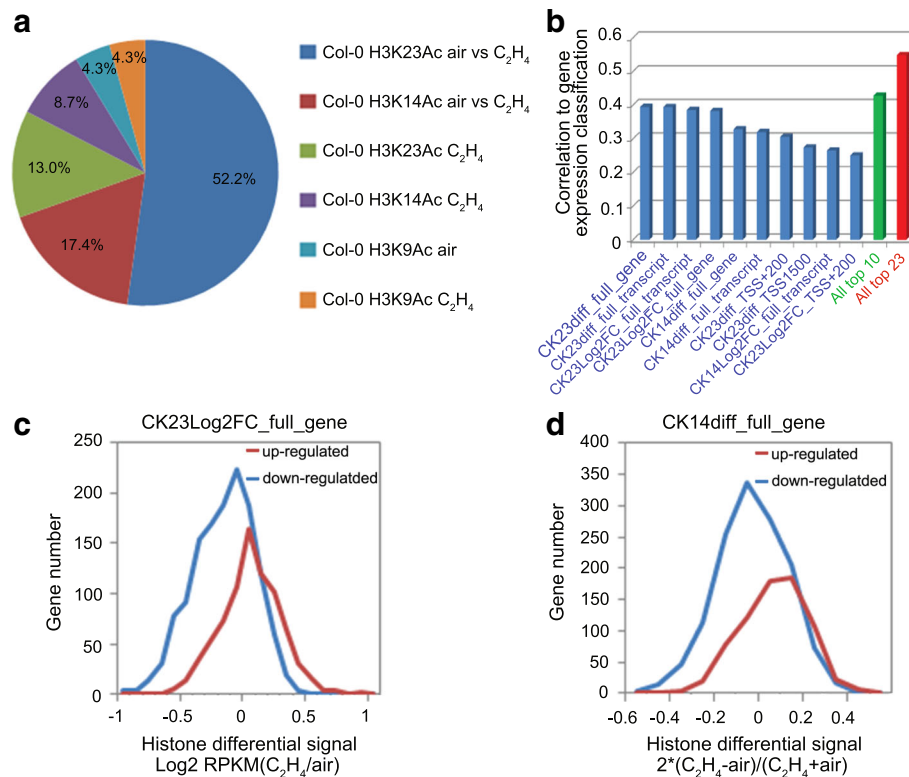 a
4.3%
4.3%
8.7%
13.0%
17.4%
52.2%
Col-0 H3K23Ac air vs C2H4
Col-0 H3K14Ac air vs C2H4
Col-0 H3K23Ac C2H4
Col-0 H3K14Ac C2H4
Col-0 H3K9Ac air
Col-0 H3K9Ac C2H4
b
Correlation to gene
expression classification
0.6
0.5
0.4
0.3
0.2
0.1
0
CK23diff_full_gene
CK23diff_full_transcript
CK23Log2FC_full_transcript
CK23Log2FC_full_gene
CK14diff_full_gene
CK14diff_full_transcript
CK23diff_TSS+200
CK23diff_TSS1500
CK14Log2FC_full_transcript
CK23Log2FC_TSS+200
All top 10
All top 23
c
CK23Log2FC_full_gene
up-regulated
down-regulatded
Gene number
250
200
150
100
50
0
-1
-0.5
0
0.5
1
Histone differential signal
Log2 RPKM(C2H4/air)
d
CK14diff_full_gene
up-regulated
down-regulatded
Gene number
400
350
300
250
200
150
100
50
0
-0.6
-0.4
-0.2
0
0.2
0.4
Histone differential signal
2*(C2H4-air)/(C2H4+air)